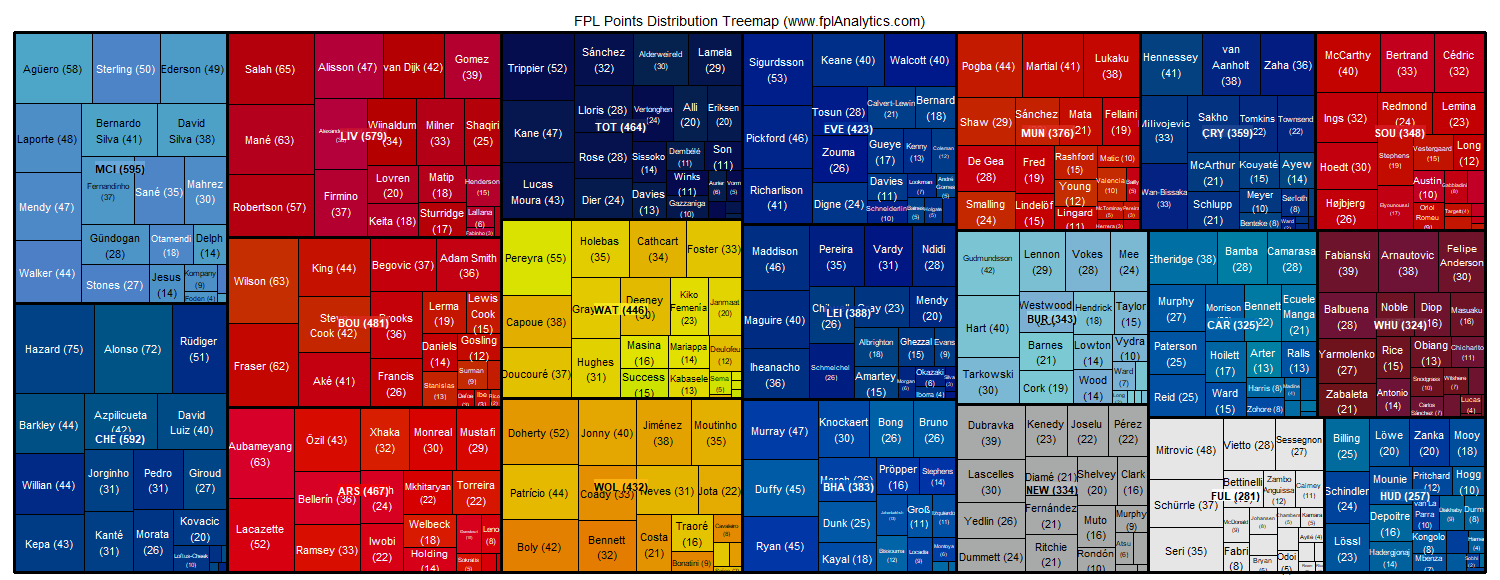 FPL Points Distribution Treemap (www.fplAnalytics.com)
Agüero (58)
Sterling (50)
Ederson (49)
Laporte (48)
Bernardo
Silva (41)
David
Silva (38)
MCI (595)
Mendy (47)
Fernandinho
(37)
Sané (35)
Mahrez
(30)
Walker (44)
Gündogan
(28)
Otamendi
(18)
Delph
(14)
Stones (27)
Jesus
(14)
Kompany
(9)
Foden (4)
Salah (65)
Alisson (47)
van Dijk (42)
Gomez
(39)
Mané (63)
LIV (579)
Wijnaldum
(34)
Milner
(33)
Shaqiri
(25)
Robertson (57)
Firmino
(37)
Lovren
(20)
Matip
(18)
Henderson
(15)
Keita (18)
Sturridge
(17)
Lallana
(6)
Fabinho (3)
Trippier (52)
Sánchez
(32)
Alderweireld
(30)
Lamela
(29)
Kane (47)
Lloris (28)
Vertonghen
(24)
Alli
(20)
Eriksen
(20)
TOT (464)
Rose (28)
Sissoko
(14)
Dembélé
(11)
Son
(11)
Lucas
Moura (43)
Dier (24)
Davies
(13)
Winks
(11)
Gazzaniga
(10)
Aurier
(6)
Vorm
(5)
Sigurdsson
(53)
Keane (40)
Walcott (40)
Pickford (46)
Tosun (28)
Calvert-Lewin
(21)
Bernard
(18)
EVE (423)
Zouma
(26)
Gueye
(17)
Kenny
(13)
Coleman
(12)
Richarlison
(41)
Digne (24)
Davies
(11)
Lookman
(7)
André
Gomes
(5)
Schneiderlin
(10)
Holgate
Pogba (44)
Martial (41)
Lukaku
(38)
Shaw (29)
Sánchez
Mata
(21)
Fellaini
(19)
MUN (376)
De Gea
(28)
Fred
(19)
Rashford
(15)
Matic (10)
Young
(12)
Valencia
(10)
Bailly
(5)
Smalling
(24)
Lindelöf
(15)
Lingard
(11)
McTominay
(5)
Pereira
(3)
Herrera (3)
Hennessey
(41)
van
Aanholt
(38)
Zaha (36)
Milivojevic
(33)
Sakho
Tomkins
(22)
Townsend
(22)
CRY (359)
Wan-Bissaka
(33)
McArthur
(21)
Kouyaté
(15)
Ayew
(14)
Schlupp
(21)
Meyer
(10)
Sørloth
(8)
Benteke (8)
Ward
McCarthy
(40)
Bertrand
(33)
Cédric
(32)
Ings (32)
Redmond
(24)
Lemina
(23)
SOU (348)
Hoedt (30)
Stephens
(19)
Vestergaard
(15)
Long
(12)
Højbjerg
(26)
Elyounoussi
(17)
Austin
(10)
Gabbiadini
(8)
Oriol
Romeu
(9)
Targett (4)
Wilson (63)
King (44)
Begovic (37)
Adam Smith
(36)
Cook (42)
BOU (481)
Brooks
(36)
Lerma
(19)
Lewis
Cook
(15)
Fraser (62)
Aké (41)
Francis
(26)
Daniels
(14)
Gosling
(12)
Stanislas
(13)
Surman
(9)
Defoe
(3)
Ibe
(3)
Rico
Pereyra (55)
Holebas
(35)
Cathcart
(34)
Foster (33)
Gray
Deeney
(30)
Kiko
Femenía
(23)
Janmaat
(20)
WAT (446)
Capoue (38)
Masina
(16)
Mariappa
(14)
Deulofeu
(12)
Doucouré (37)
Hughes
(31)
Success
(15)
Kabasele
(13)
Sema
(5)
Maddison
(46)
Pereira
(35)
Vardy
(31)
Ndidi
(28)
Maguire (40)
(26)
Gray (23)
Mendy
(20)
LEI (388)
Albrighton
(18)
Ghezzal
(15)
Evans
(9)
Iheanacho
(36)
Schmeichel
(26)
Amartey
(15)
Morgan
(6)
Okazaki
(6)
Silva
(3)
Iborra (4)
Gudmundsson
(42)
Lennon
(29)
Vokes
(28)
Mee
(24)
Hart (40)
Westwood
Hendrick
(18)
Taylor
(15)
BUR (343)
Barnes
(21)
Lowton
(14)
Vydra
(10)
Tarkowski
(30)
Cork (19)
Wood
(14)
Ward
(7)
Long
Etheridge (38)
Bamba
(28)
Camarasa
(28)
Murphy
(27)
Morrison
Bennett
(22)
Ecuele
Manga
(21)
CAR (325)
Paterson
(25)
Hoilett
(17)
Arter
(13)
Ralls
(13)
Reid (25)
Ward
(15)
Harris (8)
Madine
(4)
Zohore (8)
Fabianski
(39)
Arnautovic
(38)
Felipe
Anderson
(30)
Balbuena
(28)
Noble
Diop
(16)
Masuaku
(16)
WHU (324)
Yarmolenko
(27)
Rice
(15)
Obiang
(13)
Chicharito
(11)
Zabaleta
(21)
Antonio
(14)
Snodgrass
(10)
Wilshere
(7)
Carlos
Sánchez (7)
Lucas
(4)
Hazard (75)
Alonso (72)
Rüdiger
(51)
Barkley (44)
Azpilicueta
(42)
David
Luiz (40)
CHE (592)
Willian (44)
Jorginho
(31)
Pedro
(31)
Giroud
(27)
Kepa (43)
Kanté
(31)
Morata
(26)
Kovacic
(20)
Loftus-Cheek
(10)
Aubameyang
(63)
Özil (43)
Xhaka
(32)
Monreal
(30)
Mustafi
(29)
Bellerín (36)
ARS (467)
(24)
Mkhitaryan
(22)
Torreira
(22)
Lacazette
(52)
Ramsey (33)
Iwobi
(22)
Welbeck
(18)
Leno
(8)
Holding
(14)
Sokratis
(5)
Doherty (52)
Jonny (40)
Jiménez
(38)
Moutinho
(35)
Patrício
(44)
WOL (432)
Coady (33)
Neves (31)
Jota (22)
Boly (42)
Bennett
(32)
Costa
(21)
Traoré
(16)
Cavaleiro
(8)
Bonatini (9)
Murray (47)
Knockaert
(30)
Bong
(26)
Bruno
(26)
Duffy (45)
March (26)
Pröpper
(16)
Stephens
(14)
BHA (383)
Dunk (25)
Groß
(11)
Izquierdo
(11)
Ryan (45)
Kayal (18)
Bissouma
(12)
Locadia
(9)
Montoya
(6)
Dubravka
(39)
Kenedy
(23)
Joselu
(22)
Pérez
(22)
Lascelles
(30)
Diamé (21)
Shelvey
(20)
Clark
(16)
NEW (334)
Yedlin (26)
Fernández
(21)
Muto
(16)
Murphy
(9)
Dummett (24)
Ritchie
(21)
Rondón
(10)
Atsu
(6)
Mitrovic (48)
Vietto (28)
Sessegnon
(27)
Schürrle (37)
Bettinelli
Zambo
Anguissa
(12)
Cairney
(11)
FUL (281)
Seri (35)
McDonald
(9)
Johansen
(8)
Chambers
(5)
Kamara
(5)
Fabri
(8)
Ayité (4)
Bryan
(5)
Odoi
(5)
Billing
(25)
Löwe
(20)
Zanka
(20)
Mooy
(18)
Schindler
(24)
Mounie
Pritchard
(12)
Hogg
(10)
HUD (257)
Depoitre
(16)
van La
Parra
(10)
Diakhaby
(9)
Durm
(8)
Lössl
(23)
Hadergjonaj
(14)
Kongolo
(8)
Hamer
(4)
Mbenza
(7)
Sobhi
(2)